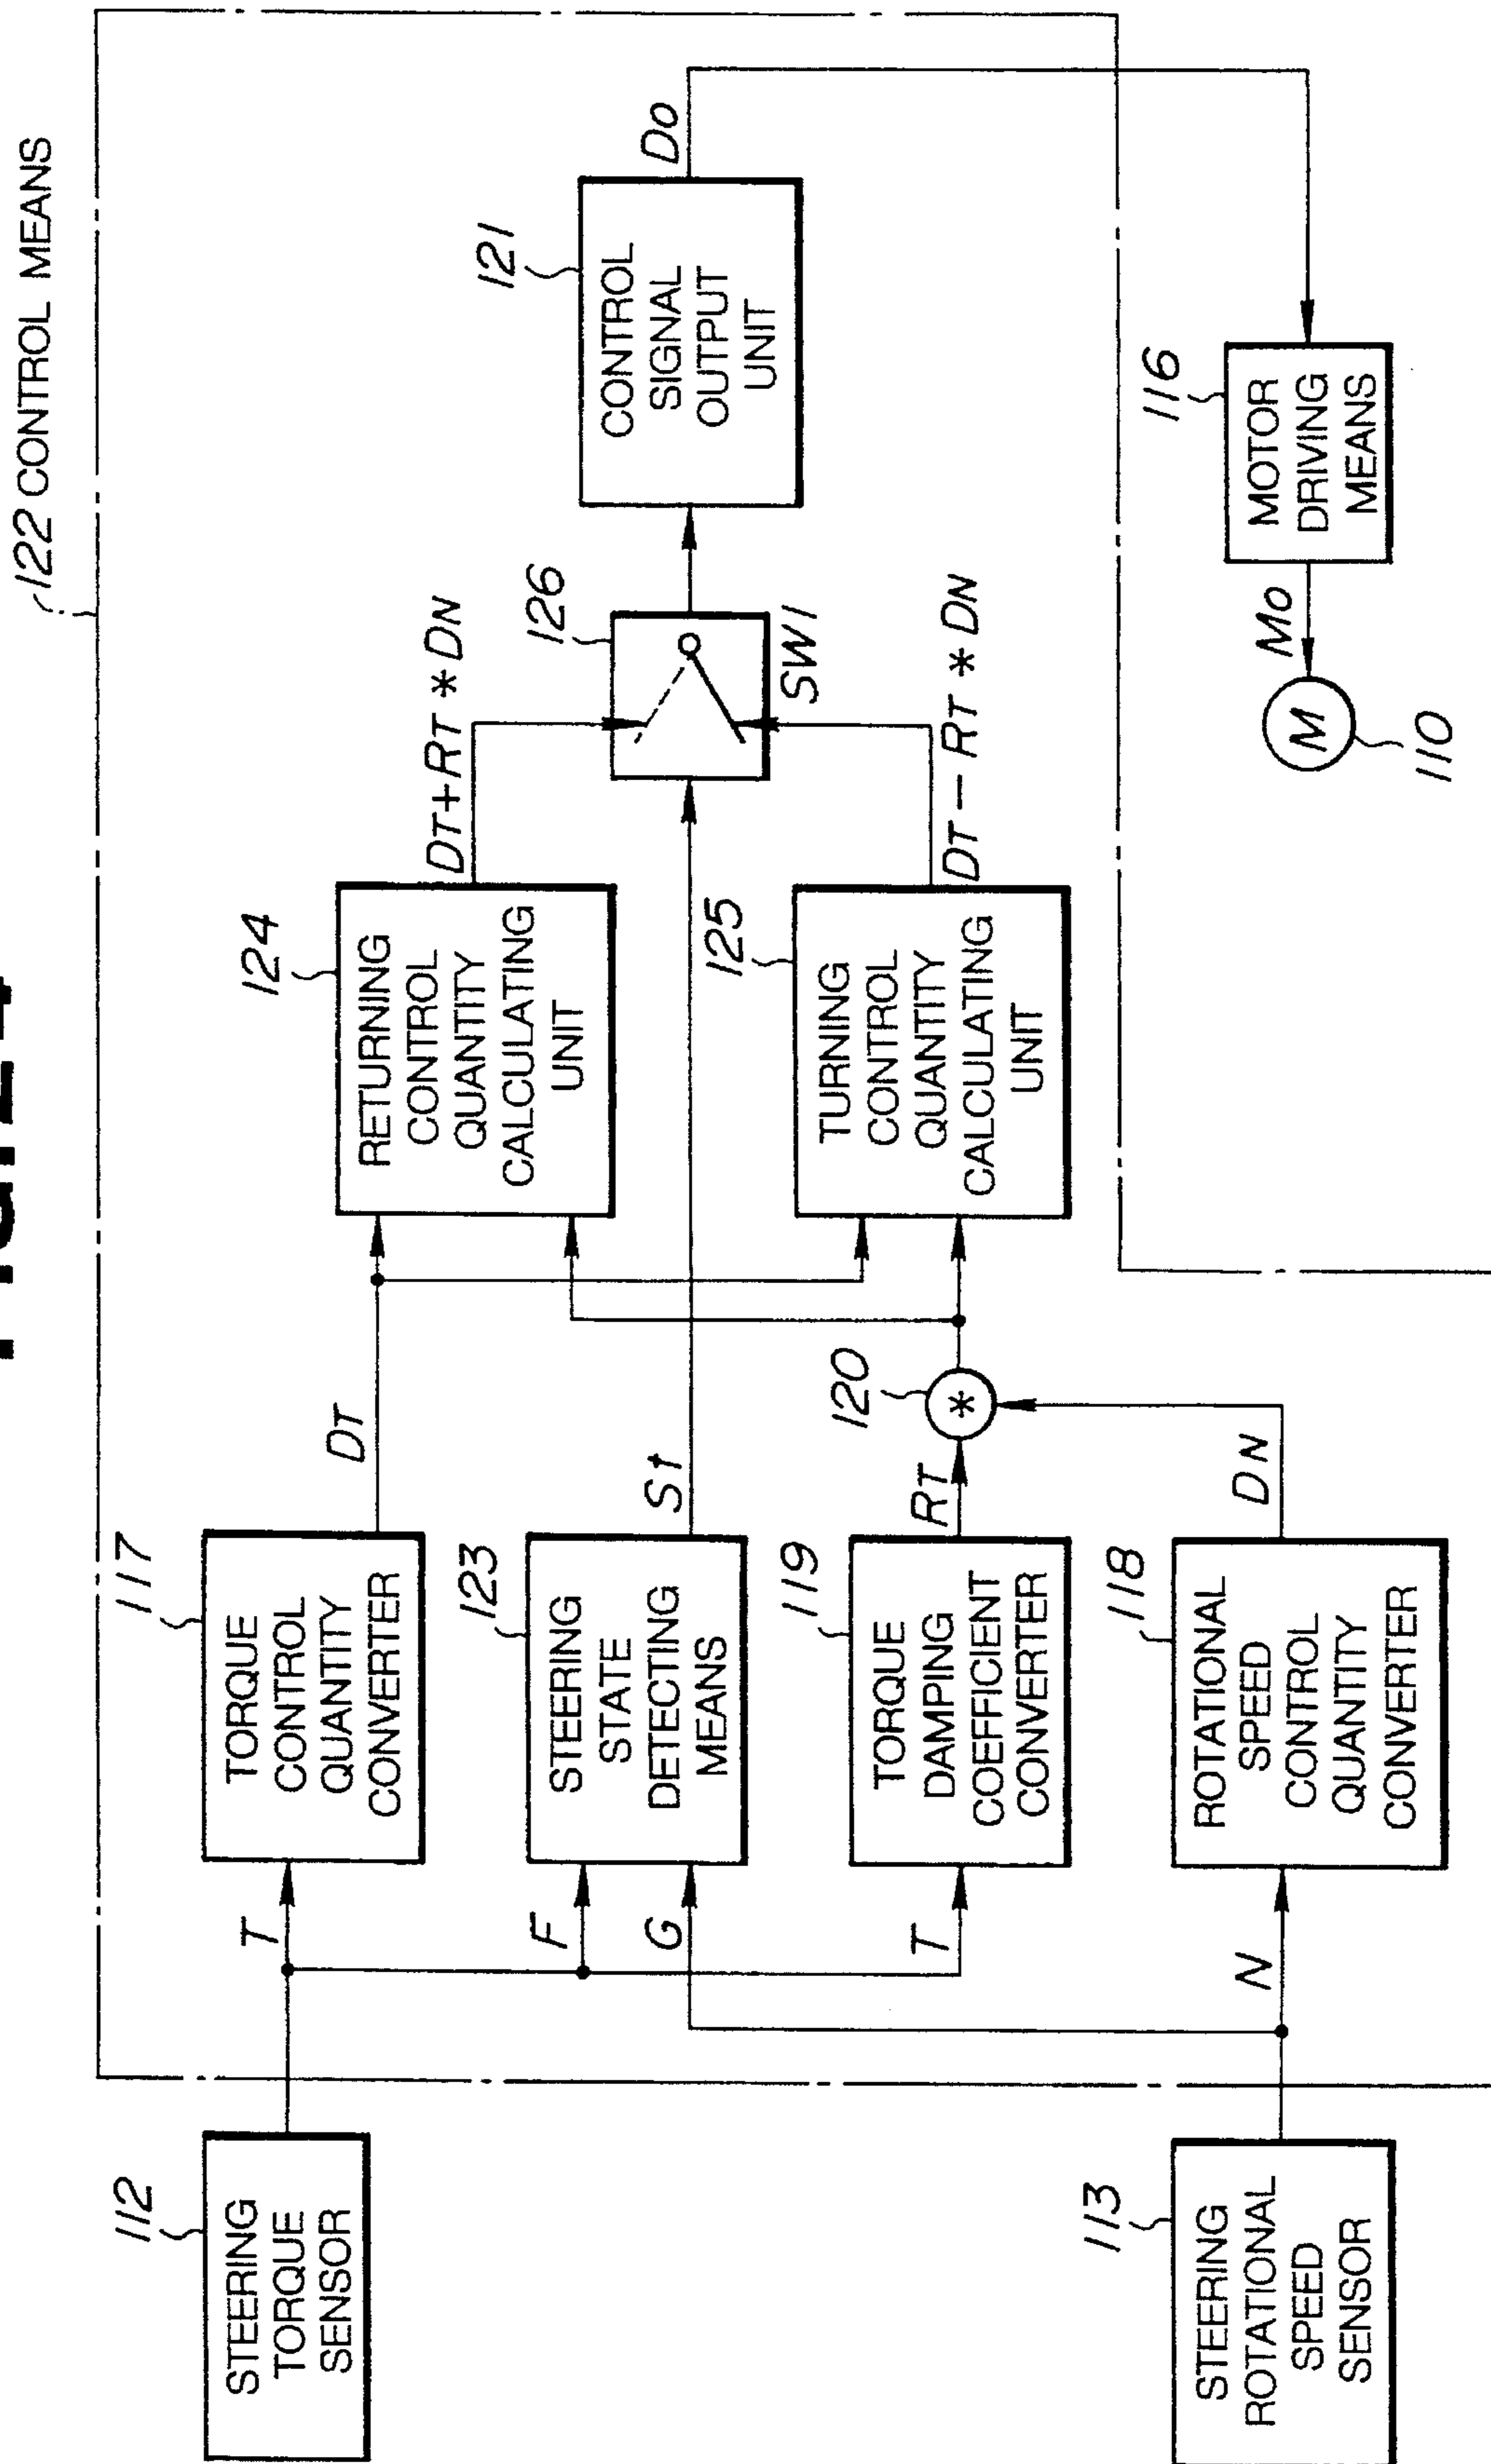 122 CONTROL MEANS
112
STEERING
TORQUE
SENSOR
113
STEERING
ROTATIONAL
SPEED
SENSOR
T
F
G
T
N
117
TORQUE
CONTROL
QUANTITY
CONVERTER
123
STEERING
STATE
DETECTING
MEANS
119
TORQUE
DAMPING
COEFFICIENT
CONVERTER
118
ROTATIONAL
SPEED
CONTROL
QUANTITY
CONVERTER
DT
St
RT
DN
120
*
124
RETURNING
CONTROL
QUANTITY
CALCULATING
UNIT
125
TURNING
CONTROL
QUANTITY
CALCULATING
UNIT
DT+RT*DN
DT-RT*DN
126
SW1
121
CONTROL
SIGNAL
OUTPUT
UNIT
Do
116
MOTOR
DRIVING
MEANS
Mo
M
110